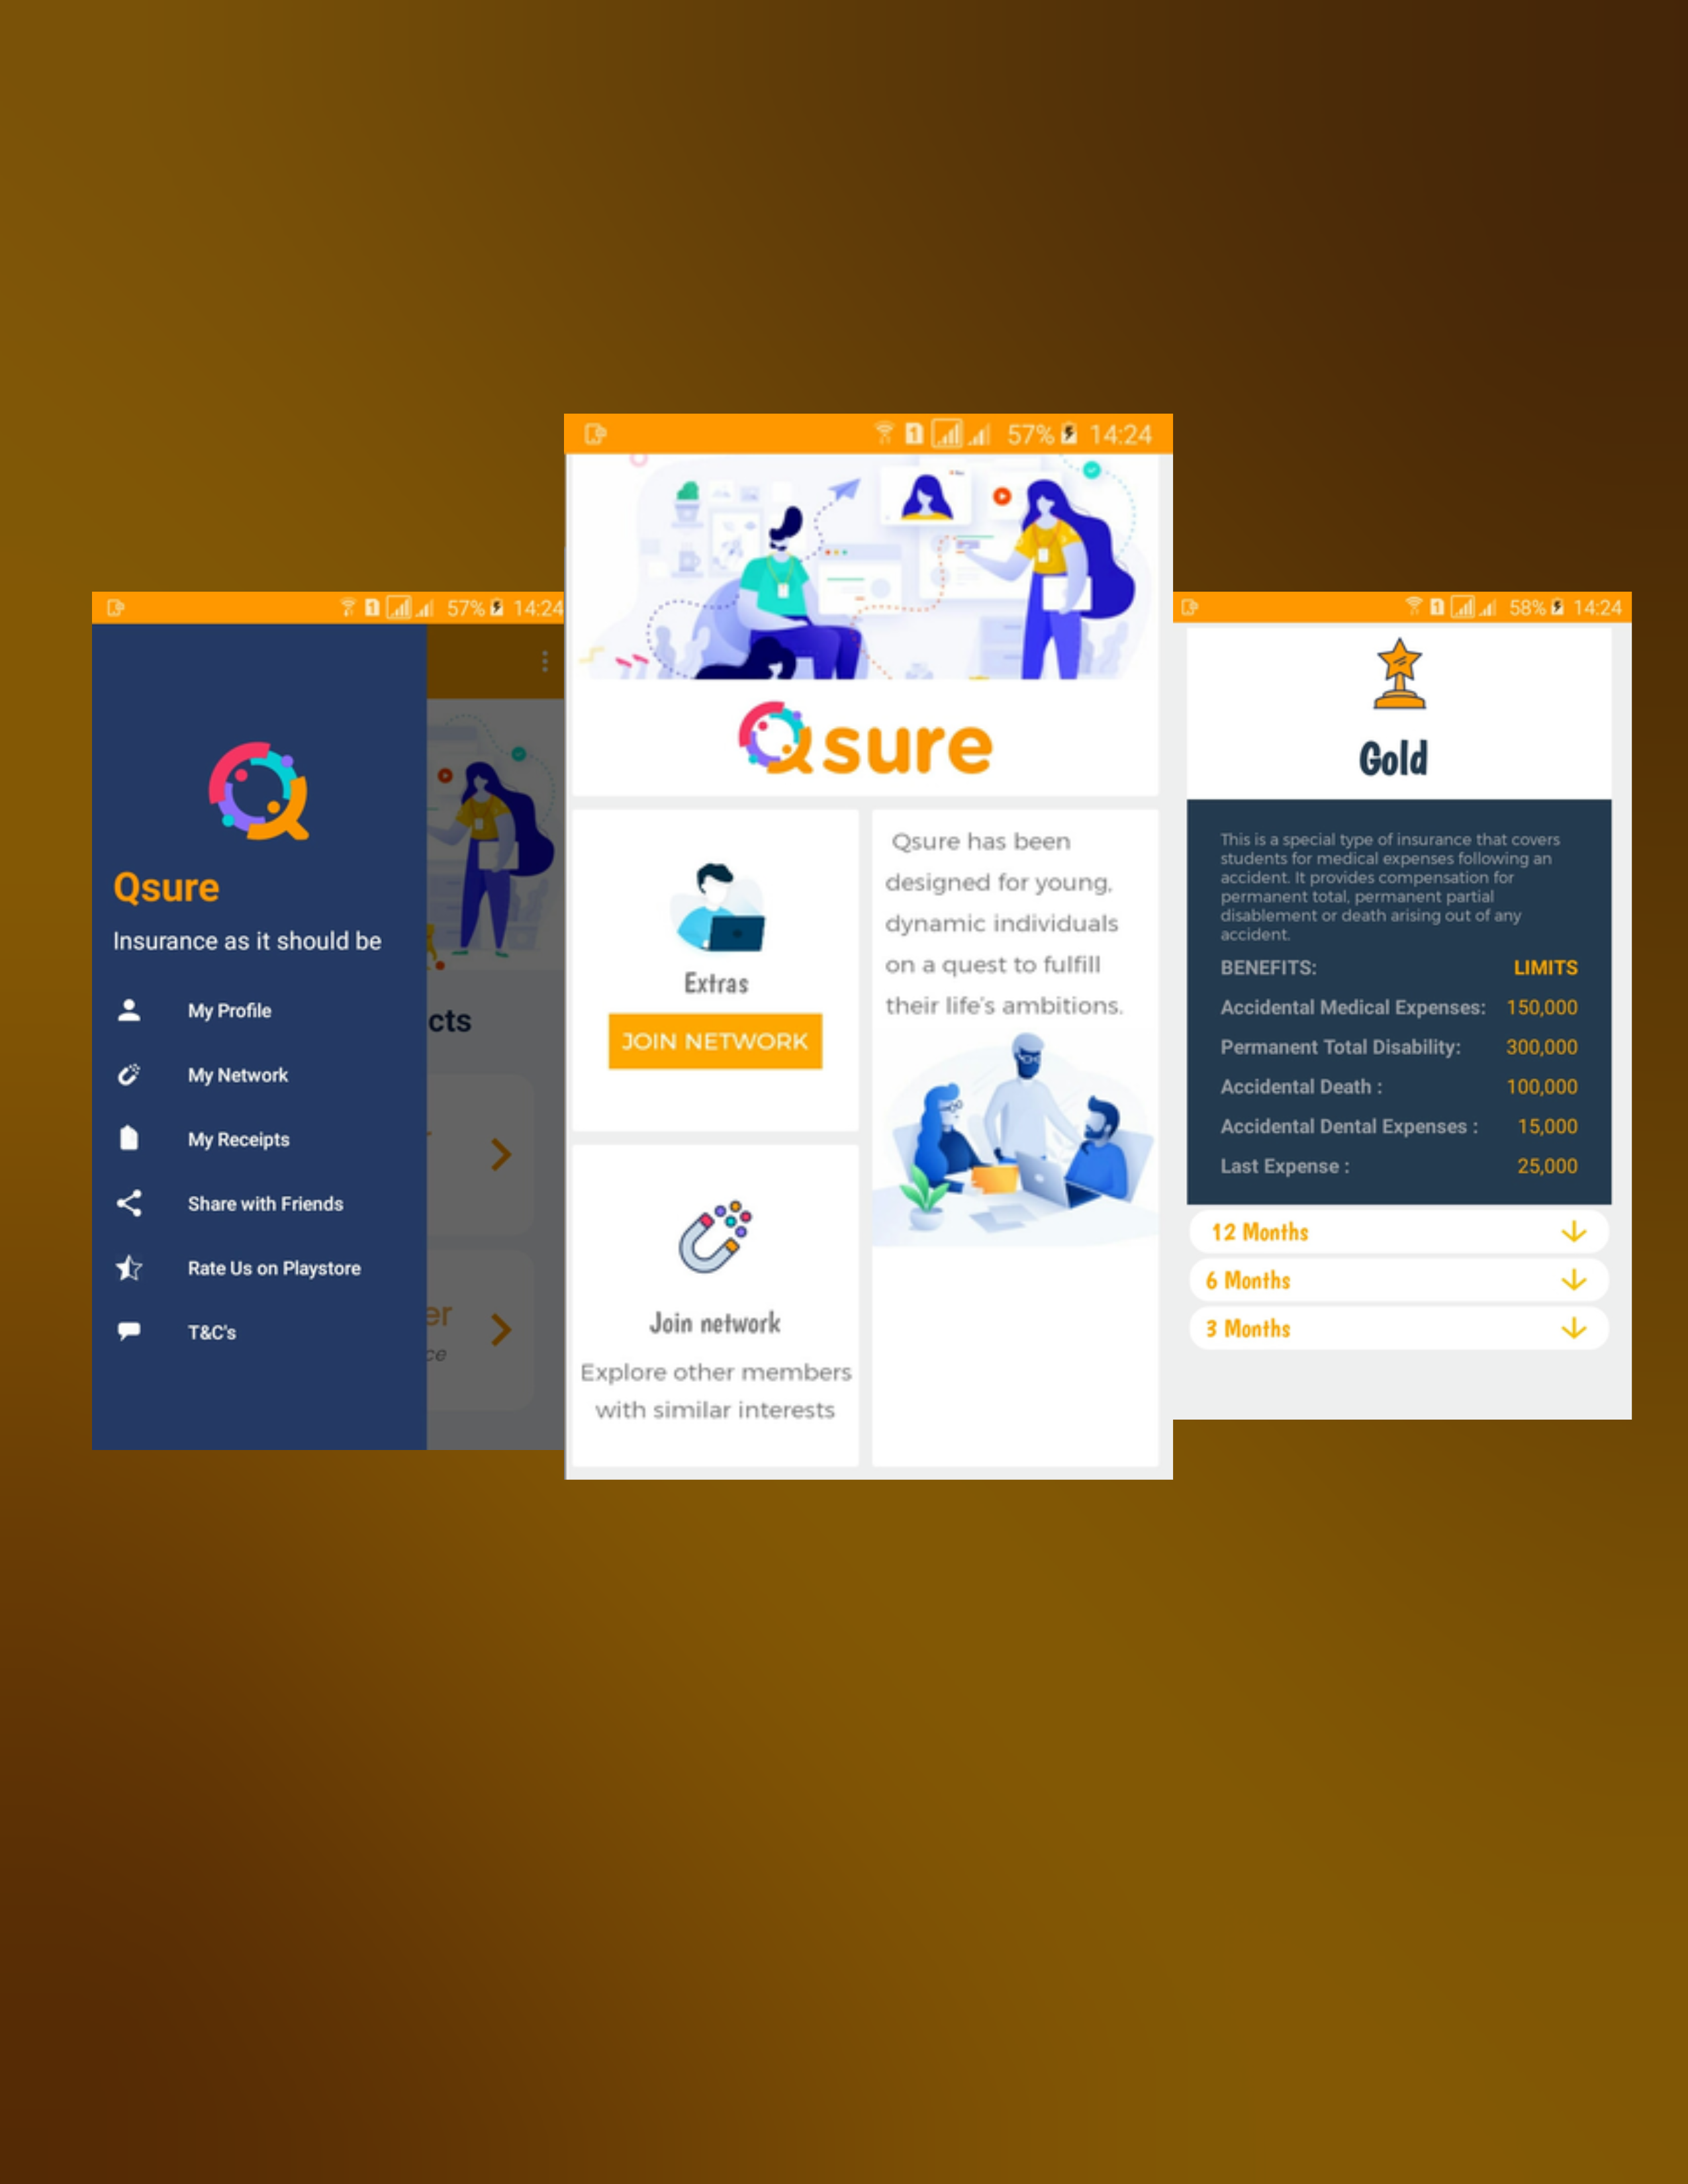 57% 14:24
Qsure
Insurance as it should be
My Profile
My Network
My Receipts
Share with Friends
Rate Us on Playstore
T&C's
cts
er
ce
1 57% 14:24
Qsure
Extras
JOIN NETWORK
Join network
Explore other members
with similar interests
Qsure has been
designed for young,
dynamic individuals
on a quest to fulfill
their life's ambitions.
1 58% 14:24
Gold
This is a special type of insurance that covers
students for medical expenses following an
accident. It provides compensation for
permanent total, permanent partial
disablement or death arising out of any
accident.
BENEFITS: LIMITS
Accidental Medical Expenses: 150,000
Permanent Total Disability: 300,000
Accidental Death : 100,000
Accidental Dental Expenses : 15,000
Last Expense : 25,000
12 Months
6 Months
3 Months